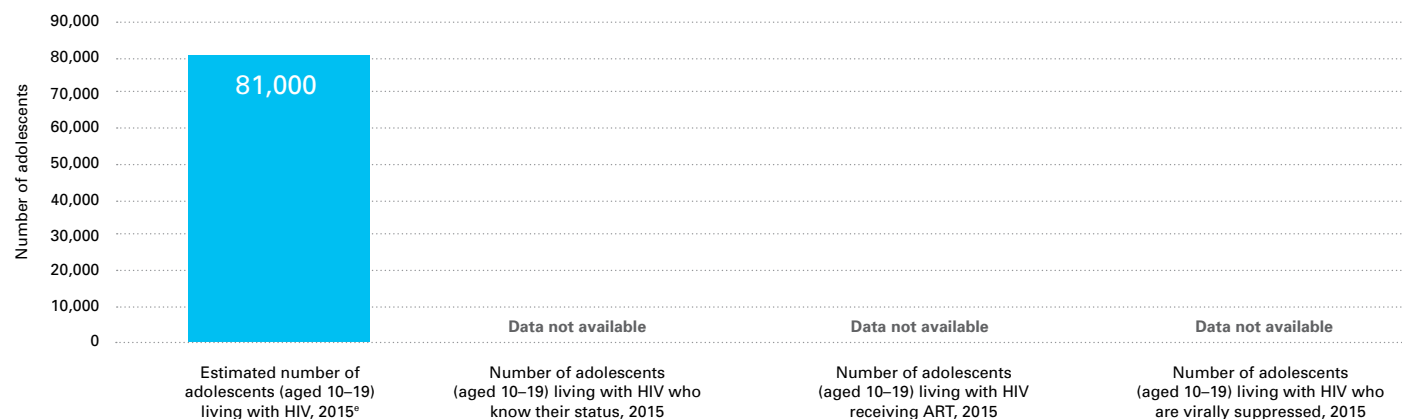 Number of adolescents
90,000
80,000
70,000
60,000
50,000
40,000
30,000
20,000
10,000
0
81,000
Data not available
Data not available
Data not available
Estimated number of
adolescents (aged 10–19)
living with HIV, 2015ᵉ
Number of adolescents
(aged 10–19) living with HIV who
know their status, 2015
Number of adolescents
(aged 10–19) living with HIV
receiving ART, 2015
Number of adolescents
(aged 10–19) living with HIV who
are virally suppressed, 2015